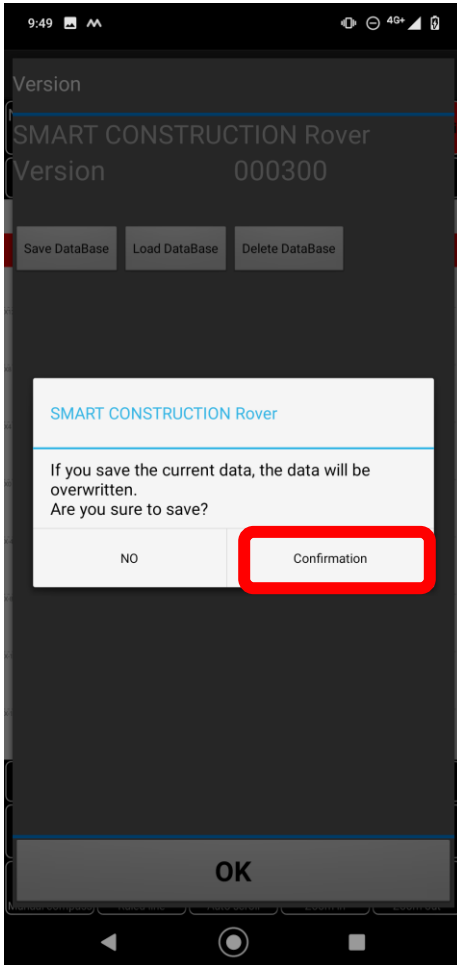 9:49
4G+
Version
SMART CONSTRUCTION Rover
Version 000300
Save DataBase Load DataBase Delete DataBase
SMART CONSTRUCTION Rover
If you save the current data, the data will be
overwritten.
Are you sure to save?
NO Confirmation
OK